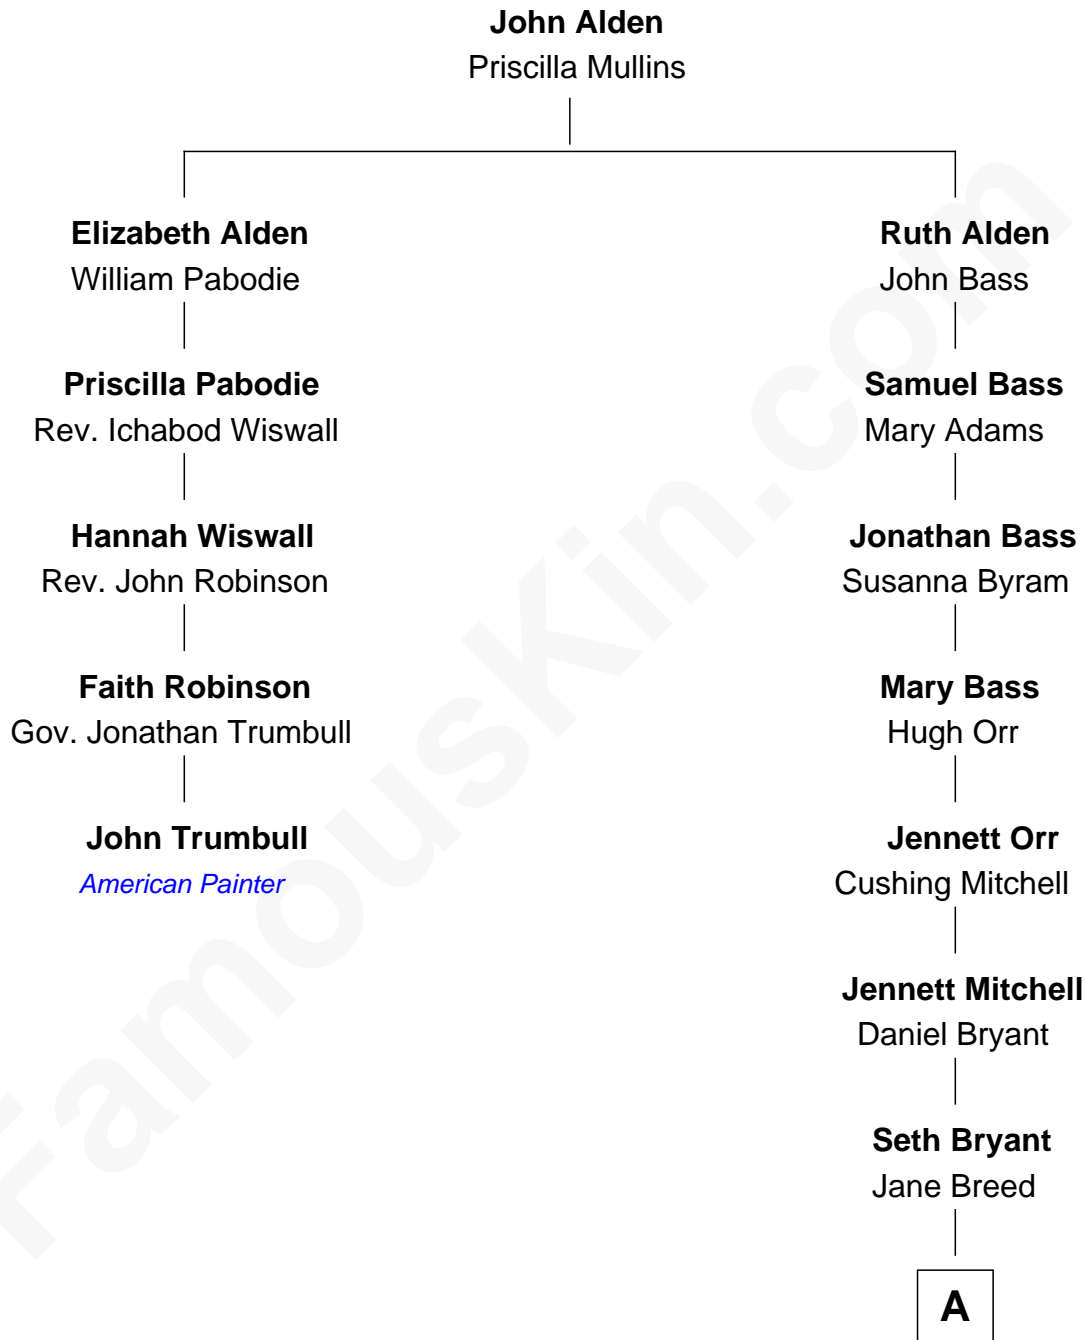 John Alden
Priscilla Mullins
Elizabeth Alden
William Pabodie
Ruth Alden
John Bass
Priscilla Pabodie
Rev. Ichabod Wiswall
Samuel Bass
Mary Adams
Hannah Wiswall
Rev. John Robinson
Jonathan Bass
Susanna Byram
Faith Robinson
Gov. Jonathan Trumbull
Mary Bass
Hugh Orr
John Trumbull
American Painter
Jennett Orr
Cushing Mitchell
Jennett Mitchell
Daniel Bryant
Seth Bryant
Jane Breed
A
FamousKin.com